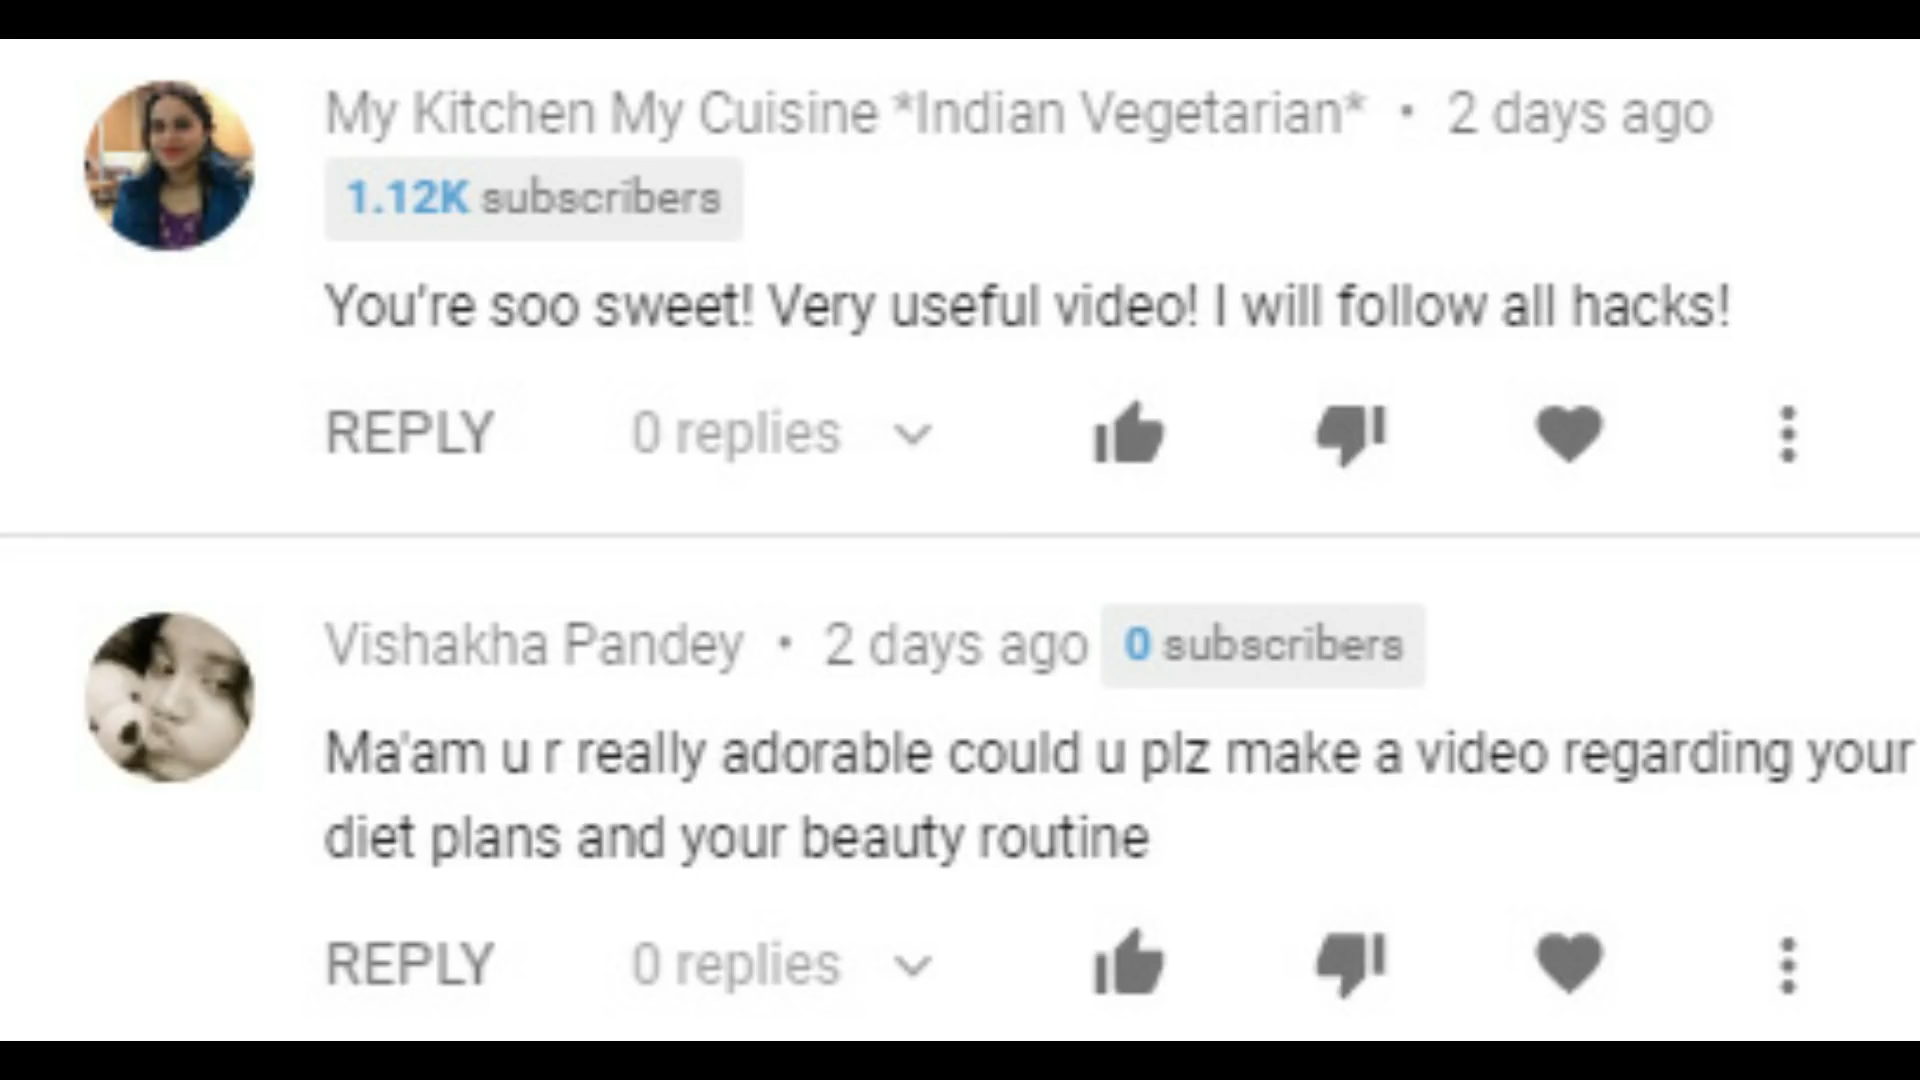 My Kitchen My Cuisine *Indian Vegetarian* • 2 days ago
1.12K subscribers
You're soo sweet! Very useful video! I will follow all hacks!
REPLY 0 replies
Vishakha Pandey • 2 days ago 0 subscribers
Ma'am u r really adorable could u plz make a video regarding your
diet plans and your beauty routine
REPLY 0 replies